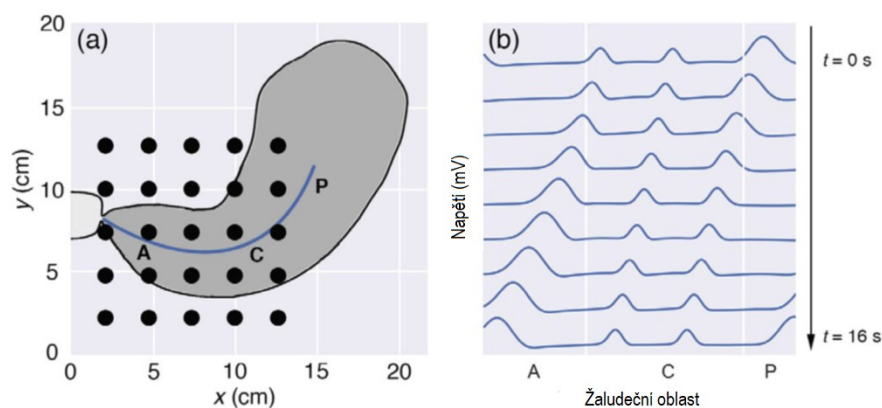 (a)
20
15
10
5
0
y (cm)
0 5 10 15 20
x (cm)
A
C
P
(b)
Napětí (mV)
t = 0 s
t = 16 s
A C P
Žaludeční oblast